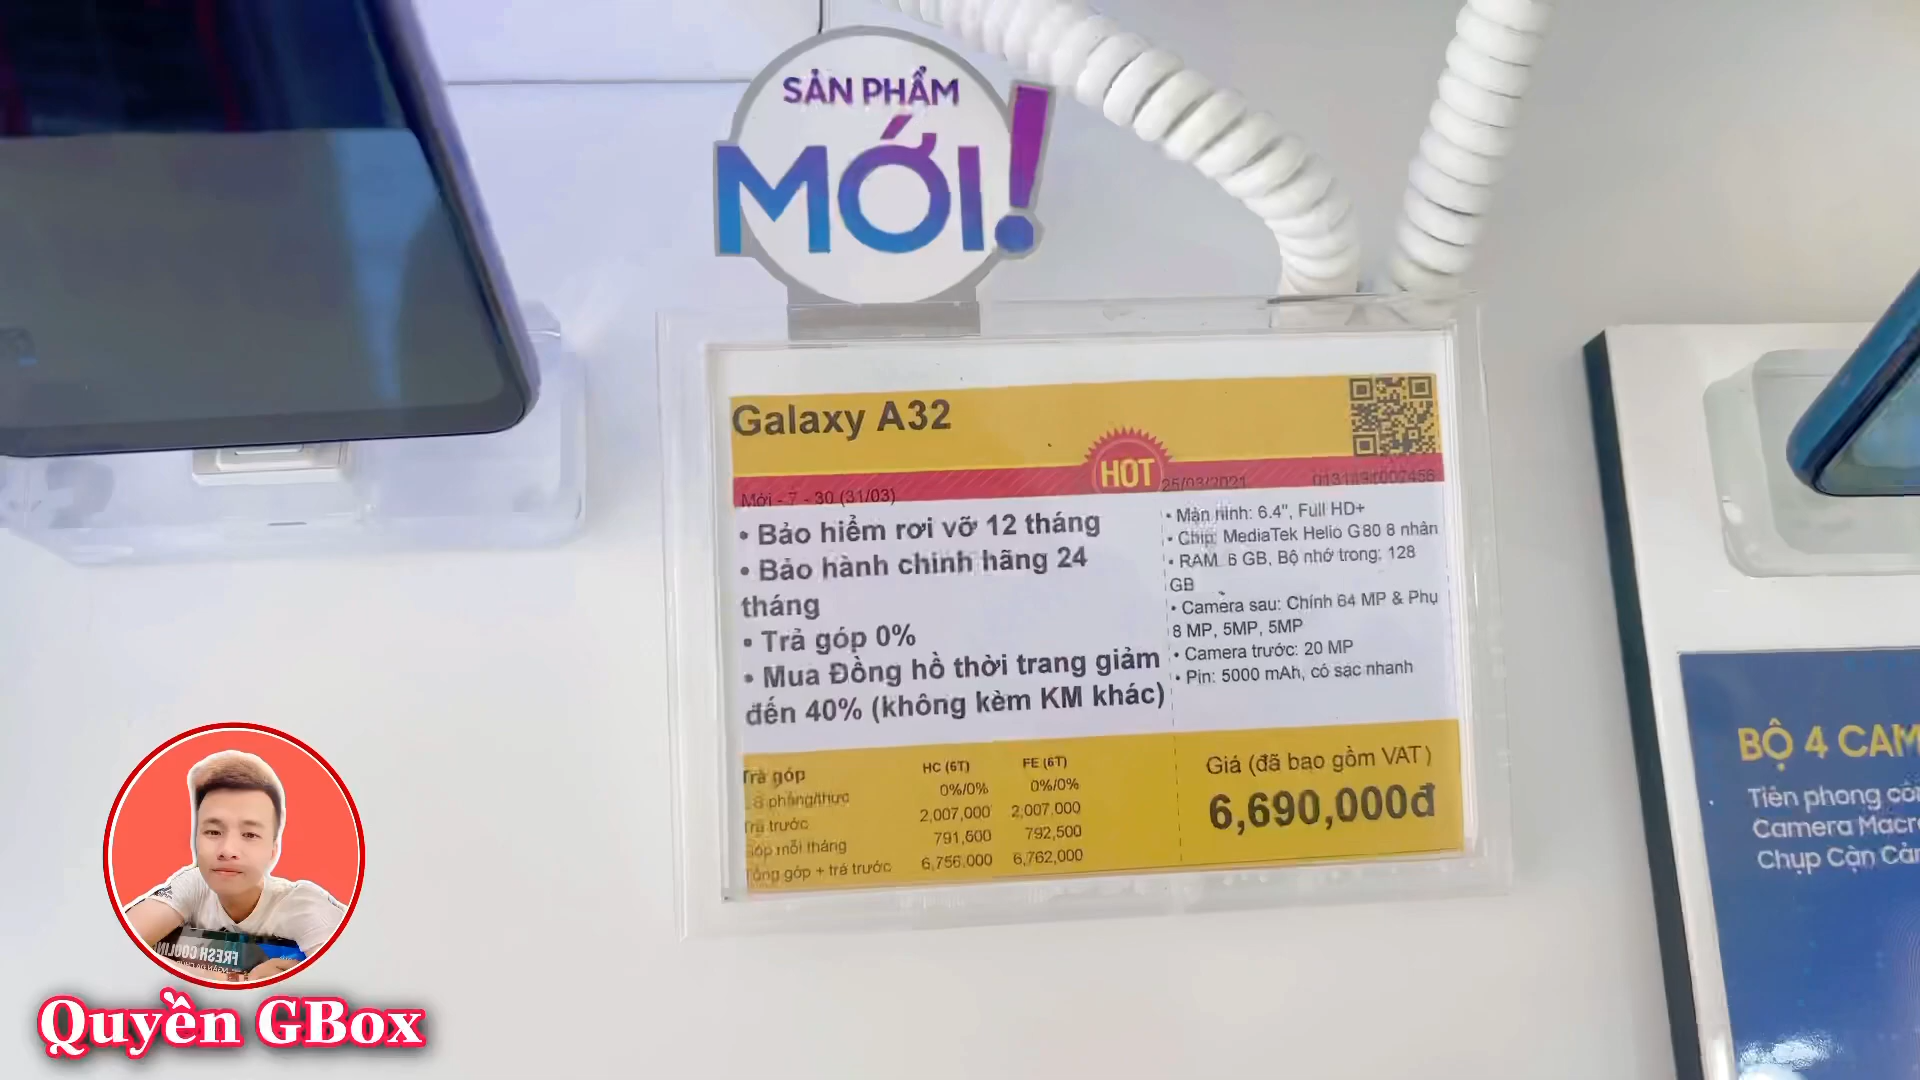 SẢN PHẨM
MỚI!
Galaxy A32
HOT
Mới - 7 - 30 (31/03)
25/03/2021
0131491007456
• Bảo hiểm rơi vỡ 12 tháng
• Bảo hành chính hãng 24
tháng
• Trả góp 0%
• Mua Đồng hồ thời trang giảm
đến 40% (không kèm KM khác)
• Màn hình: 6.4", Full HD+
• Chip: MediaTek Helio G80 8 nhân
• RAM: 6 GB, Bộ nhớ trong: 128
GB
• Camera sau: Chính 64 MP & Phụ
8 MP, 5MP, 5MP
• Camera trước: 20 MP
• Pin: 5000 mAh, có sạc nhanh
Trả góp HC (6T) FE (6T)
0%/0% 0%/0%
Trả trước 2,007,000 2,007,000
Góp mỗi tháng 791,500 792,500
Tổng góp + trả trước 6,756,000 6,762,000
Giá (đã bao gồm VAT)
6,690,000đ
BỘ 4 CAM
Tiên phong
Camera Macro
Chụp Cận
FRESH COOLIN
Quyền GBox